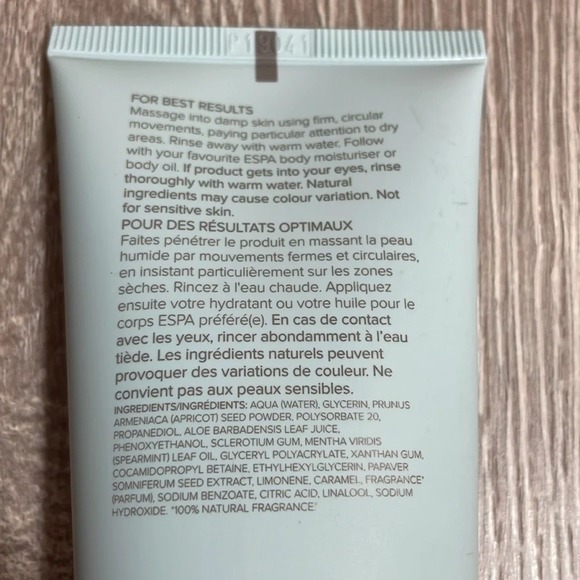 FOR BEST RESULTS
Massage into damp skin using firm, circular
movements, paying particular attention to dry
areas. Rinse away with warm water. Follow
with your favourite ESPA body moisturiser or
body oil. If product gets into your eyes, rinse
thoroughly with warm water. Natural
ingredients may cause colour variation. Not
for sensitive skin.
POUR DES RÉSULTATS OPTIMAUX
Faites pénétrer le produit en massant la peau
humide par mouvements fermes et circulaires,
en insistant particulièrement sur les zones
sèches. Rincez à l'eau chaude. Appliquez
ensuite votre hydratant ou votre huile pour le
corps ESPA préféré(e). En cas de contact
avec les yeux, rincer abondamment à l'eau
tiède. Les ingrédients naturels peuvent
provoquer des variations de couleur. Ne
convient pas aux peaux sensibles.
INGREDIENTS/INGRÉDIENTS: AQUA (WATER), GLYCERIN, PRUNUS
ARMENIACA (APRICOT) SEED POWDER, POLYSORBATE 20,
PROPANEDIOL, ALOE BARBADENSIS LEAF JUICE,
PHENOXYETHANOL, SCLEROTIUM GUM, MENTHA VIRIDIS
(SPEARMINT) LEAF OIL, GLYCERYL POLYACRYLATE, XANTHAN GUM,
COCAMIDOPROPYL BETAINE, ETHYLHEXYLGLYCERIN, PAPAVER
SOMNIFERUM SEED EXTRACT, LIMONENE, CARAMEL, FRAGRANCE*
(PARFUM), SODIUM BENZOATE, CITRIC ACID, LINALOOL, SODIUM
HYDROXIDE. *100% NATURAL FRAGRANCE.